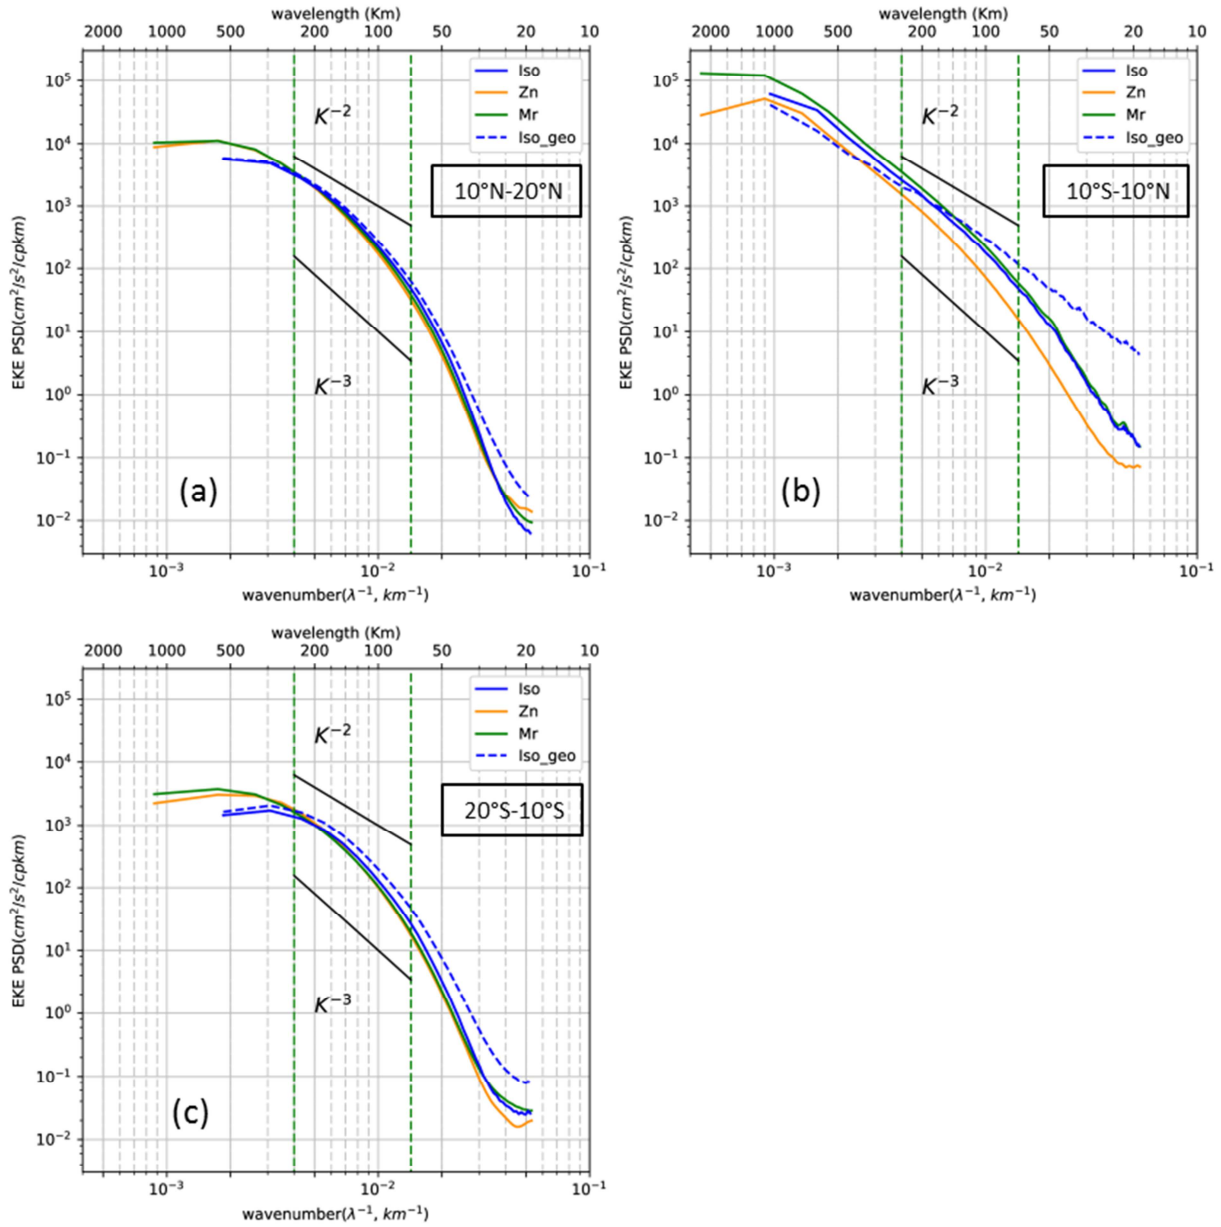 wavelength (Km)
2000 1000 500 200 100 50 20 10
EKE PSD(cm²/s²/cpkm)
10⁵
10⁴
10³
10²
10¹
10⁰
10⁻¹
10⁻²
Iso
Zn
Mr
Iso_geo
K⁻²
10°N-20°N
K⁻³
(a)
10⁻³ 10⁻² 10⁻¹
wavenumber(λ⁻¹, km⁻¹)
wavelength (Km)
2000 1000 500 200 100 50 20 10
EKE PSD(cm²/s²/cpkm)
10⁵
10⁴
10³
10²
10¹
10⁰
10⁻¹
10⁻²
Iso
Zn
Mr
Iso_geo
K⁻²
10°S-10°N
K⁻³
(b)
10⁻³ 10⁻² 10⁻¹
wavenumber(λ⁻¹, km⁻¹)
wavelength (Km)
2000 1000 500 200 100 50 20 10
EKE PSD(cm²/s²/cpkm)
10⁵
10⁴
10³
10²
10¹
10⁰
10⁻¹
10⁻²
Iso
Zn
Mr
Iso_geo
K⁻²
20°S-10°S
K⁻³
(c)
10⁻³ 10⁻² 10⁻¹
wavenumber(λ⁻¹, km⁻¹)